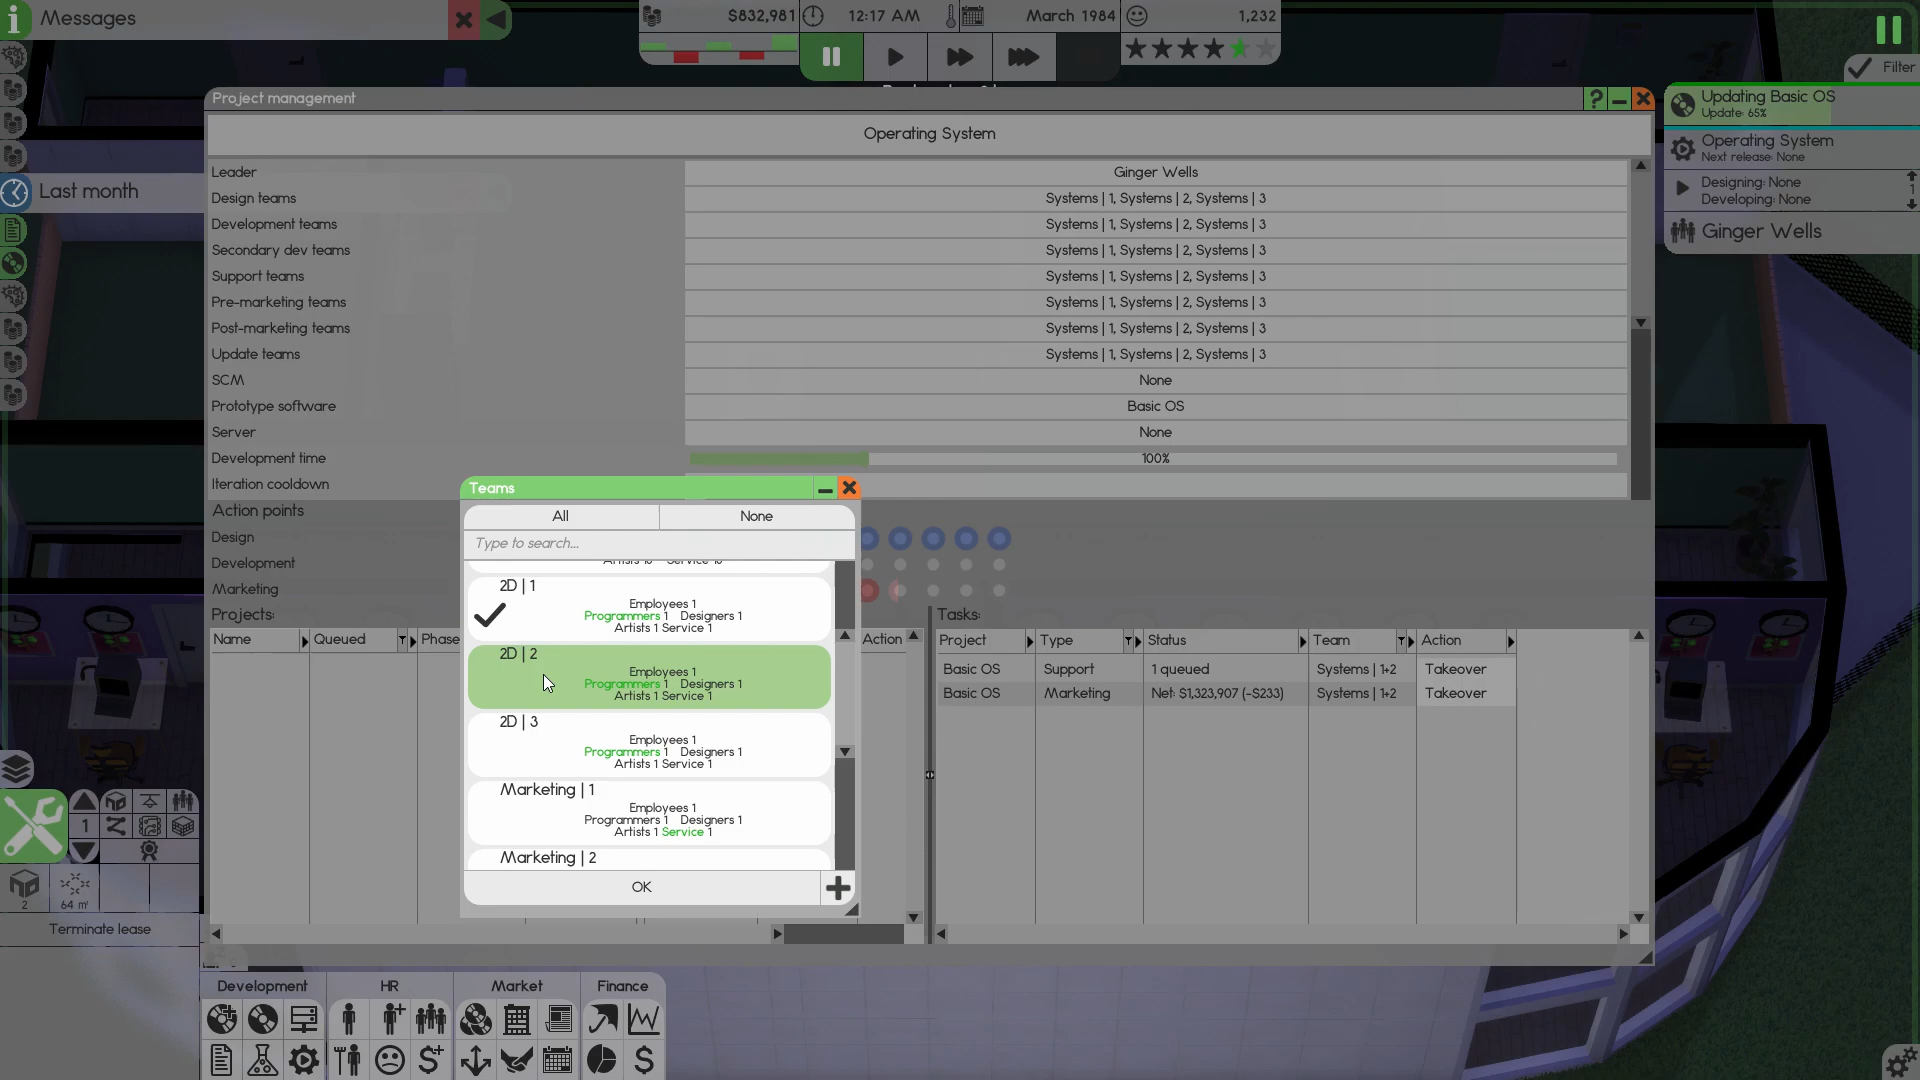 Messages
$832,981
12:17 AM
March 1984
1,232
Filter
Project management
Operating System
Leader Ginger Wells
Design teams Systems | 1, Systems | 2, Systems | 3
Development teams Systems | 1, Systems | 2, Systems | 3
Secondary dev teams Systems | 1, Systems | 2, Systems | 3
Support teams Systems | 1, Systems | 2, Systems | 3
Pre-marketing teams Systems | 1, Systems | 2, Systems | 3
Post-marketing teams Systems | 1, Systems | 2, Systems | 3
Update teams Systems | 1, Systems | 2, Systems | 3
SCM None
Prototype software Basic OS
Server None
Development time 100%
Iteration cooldown
Action points
Design
Development
Marketing
Last month
Updating Basic OS
Update: 65%
Operating System
Next release: None
Designing: None
Developing: None
1
Ginger Wells
Teams
All None
Type to search...
2D | 1
Employees 1
Programmers 1 Designers 1
Artists 1 Service 1
2D | 2
Employees 1
Programmers 1 Designers 1
Artists 1 Service 1
2D | 3
Employees 1
Programmers 1 Designers 1
Artists 1 Service 1
Marketing | 1
Employees 1
Programmers 1 Designers 1
Artists 1 Service 1
Marketing | 2
OK
Projects:
Name Queued Phase Action
Tasks:
Project Type Status Team Action
Basic OS Support 1 queued Systems | 1+2 Takeover
Basic OS Marketing Net: $1,323,907 (-$233) Systems | 1+2 Takeover
1
2 64 m²
Terminate lease
Development HR Market Finance